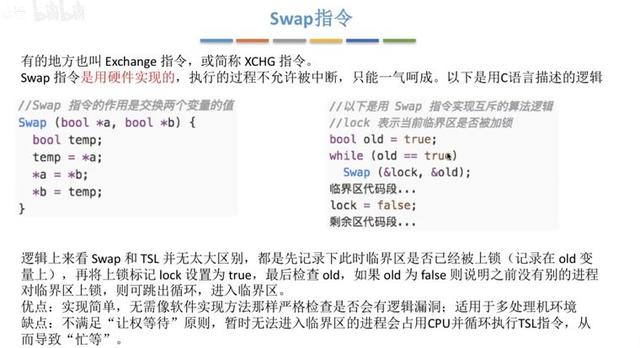 Swap指令
有的地方也叫 Exchange 指令，或简称 XCHG 指令。
Swap 指令是用硬件实现的，执行的过程不允许被中断，只能一气呵成。以下是用C语言描述的逻辑
//Swap 指令的作用是交换两个变量的值
Swap (bool *a, bool *b) {
bool temp;
temp = *a;
*a = *b;
*b = temp;
}
//以下是用 Swap 指令实现互斥的算法逻辑
//lock 表示当前临界区是否被加锁
bool old = true;
while (old == true)
Swap (&lock, &old);
临界区代码段...
lock = false;
剩余区代码段...
逻辑上来看 Swap 和 TSL 并无太大区别，都是先记录下此时临界区是否已经被上锁（记录在 old 变
量上），再将上锁标记 lock 设置为 true，最后检查 old，如果 old 为 false 则说明之前没有别的进程
对临界区上锁，则可跳出循环，进入临界区。
优点：实现简单，无需像软件实现方法那样严格检查是否会有逻辑漏洞；适用于多处理机环境
缺点：不满足“让权等待”原则，暂时无法进入临界区的进程会占用CPU并循环执行TSL指令，从
而导致“忙等”。